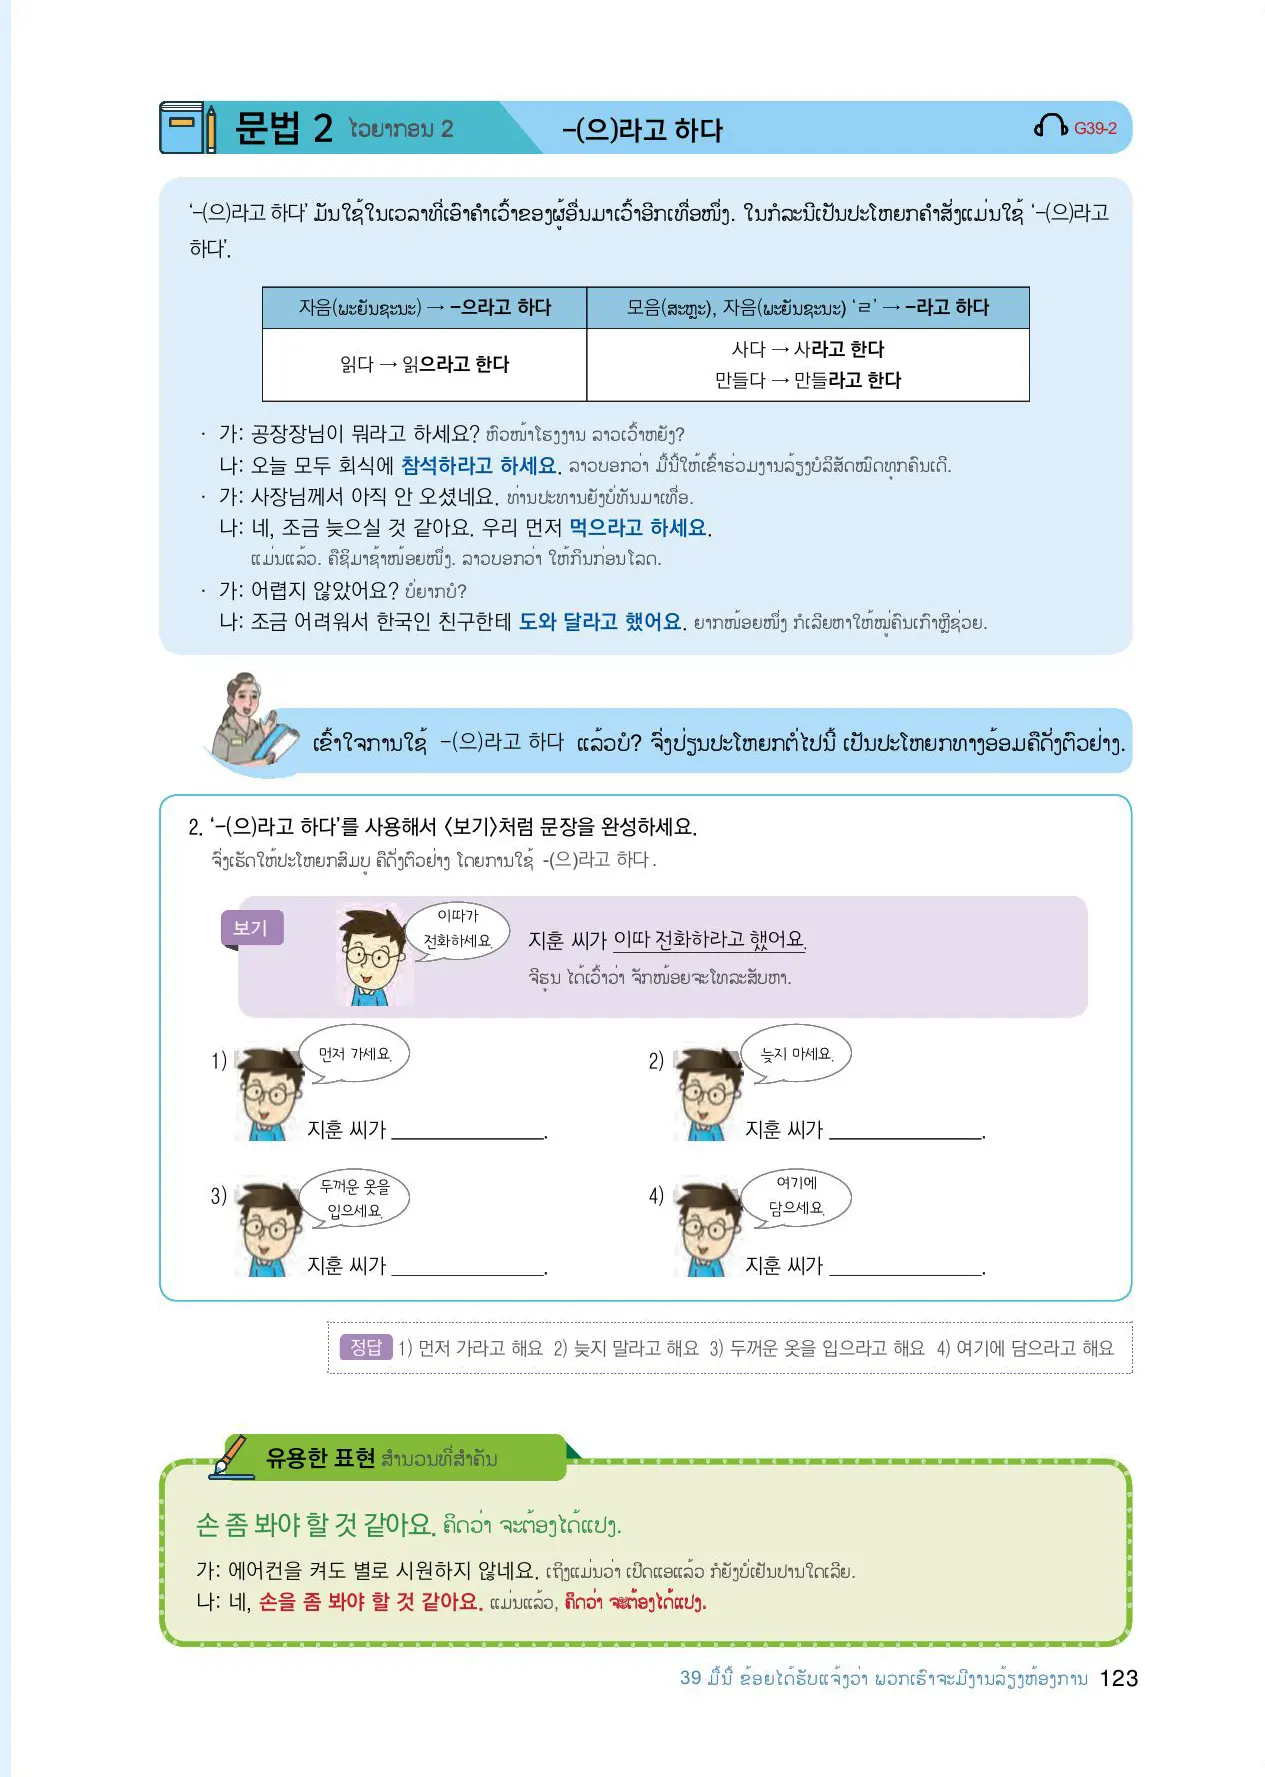 문법 2 ໄວຍາກອນ 2 -(으)라고 하다 G39-2
‘-(으)라고 하다’ ມັນໃຊ້ໃນເວລາທີ່ເອົາຄຳເວົ້າຂອງຜູ້ອື່ນມາເວົ້າອີກເທື່ອໜຶ່ງ. ໃນກໍລະນີເປັນປະໂຫຍກຄຳສັ່ງແມ່ນໃຊ້ ‘-(으)라고
하다’.
자음(ພະຍັນຊະນະ) → -으라고 하다 모음(ສະຫຼະ), 자음(ພະຍັນຊະນະ) ‘ㄹ’ → -라고 하다
읽다 → 읽으라고 한다
사다 → 사라고 한다
만들다 → 만들라고 한다
· 가: 공장장님이 뭐라고 하세요? ຫົວໜ້າໂຮງງານ ລາວເວົ້າຫຍັງ?
나: 오늘 모두 회식에 참석하라고 하세요. ລາວບອກວ່າ ມື້ນີ້ໃຫ້ເຂົ້າຮ່ວມງານລ້ຽງບໍລິສັດໝົດທຸກຄົນເດີ.
· 가: 사장님께서 아직 안 오셨네요. ທ່ານປະທານຍັງບໍ່ທັນມາເທື່ອ.
나: 네, 조금 늦으실 것 같아요. 우리 먼저 먹으라고 하세요.
ແມ່ນແລ້ວ. ຄືຊິມາຊ້າໜ້ອຍໜຶ່ງ. ລາວບອກວ່າ ໃຫ້ກິນກ່ອນໂລດ.
· 가: 어렵지 않았어요? ບໍ່ຍາກບໍ?
나: 조금 어려워서 한국인 친구한테 도와 달라고 했어요. ຍາກໜ້ອຍໜຶ່ງ ກໍເລີຍຫາໃຫ້ໝູ່ຄົນເກົາຫຼີຊ່ວຍ.
ເຂົ້າໃຈການໃຊ້ -(으)라고 하다 ແລ້ວບໍ? ຈົ່ງປ່ຽນປະໂຫຍກຕໍ່ໄປນີ້ ເປັນປະໂຫຍກທາງອ້ອມຄືດັ່ງຕົວຢ່າງ.
2. ‘-(으)라고 하다’를 사용해서 〈보기〉처럼 문장을 완성하세요.
ຈົ່ງເຮັດໃຫ້ປະໂຫຍກສົມບູ ຄືດັ່ງຕົວຢ່າງ ໂດຍການໃຊ້ -(으)라고 하다.
보기
이따가
전화하세요.
지훈 씨가 이따 전화하라고 했어요.
ຈີຮຸນ ໄດ້ເວົ້າວ່າ ຈັກໜ້ອຍຈະໂທລະສັບຫາ.
1) 먼저 가세요.
지훈 씨가 ______________.
2) 늦지 마세요.
지훈 씨가 ______________.
3) 두꺼운 옷을
입으세요.
지훈 씨가 ______________.
4) 여기에
담으세요.
지훈 씨가 ______________.
정답 1) 먼저 가라고 해요 2) 늦지 말라고 해요 3) 두꺼운 옷을 입으라고 해요 4) 여기에 담으라고 해요
유용한 표현 ສຳນວນທີ່ສຳຄັນ
손 좀 봐야 할 것 같아요. ຄິດວ່າ ຈະຕ້ອງໄດ້ແປງ.
가: 에어컨을 켜도 별로 시원하지 않네요. ເຖິງແມ່ນວ່າ ເປີດແອແລ້ວ ກໍຍັງບໍ່ເຢັນປານໃດເລີຍ.
나: 네, 손을 좀 봐야 할 것 같아요. ແມ່ນແລ້ວ, ຄິດວ່າ ຈະຕ້ອງໄດ້ແປງ.
39 ມື້ນີ້ ຂ້ອຍໄດ້ຮັບແຈ້ງວ່າ ພວກເຮົາຈະມີງານລ້ຽງຫ້ອງການ 123